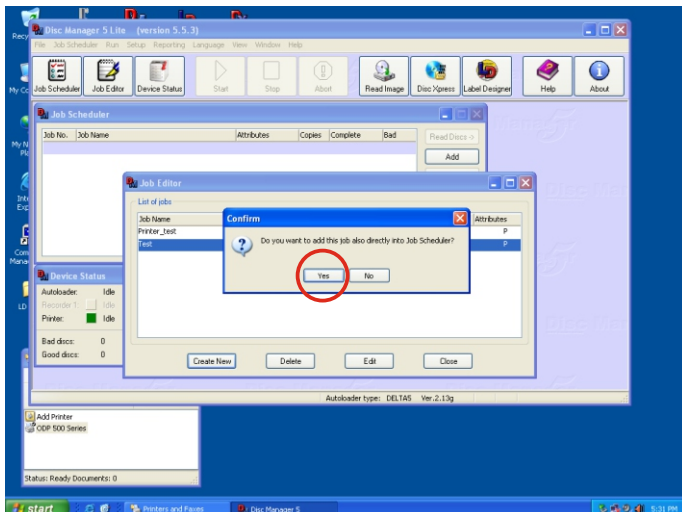 Disc Manager 5 Lite (version 5.5.3)
File Job Scheduler Run Setup Reporting Language View Window Help
Job Scheduler Job Editor Device Status Start Stop Abort Read Image Disc Xpress Label Designer Help About
Job Scheduler
Job No. Job Name Attributes Copies Complete Bad
Read Discs
Add
Job Editor
List of jobs
Job Name Attributes
Printer_test P
Test P
Confirm
Do you want to add this job also directly into Job Scheduler?
Yes No
Device Status
Autoloader: Idle
Recorder 1: Idle
Printer: Idle
Bad discs: 0
Good discs: 0
Create New Delete Edit Close
Autoloader type: DELTA5 Ver.2.13g
Add Printer
ODP 500 Series
Status: Ready Documents: 0
start Printers and Faxes Disc Manager 5 5:31 PM